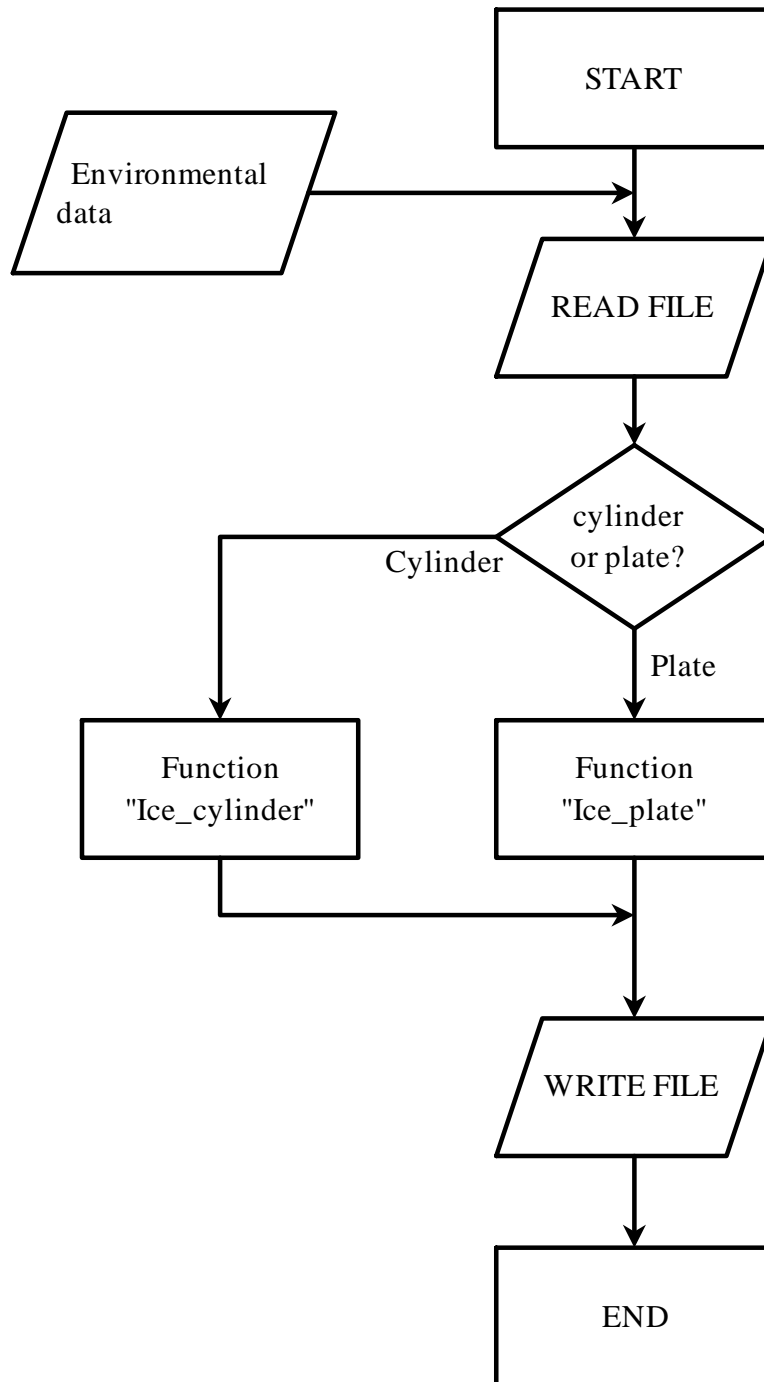 START
Environmental
data
READ FILE
cylinder
or plate?
Cylinder
Plate
Function
"Ice_cylinder"
Function
"Ice_plate"
WRITE FILE
END